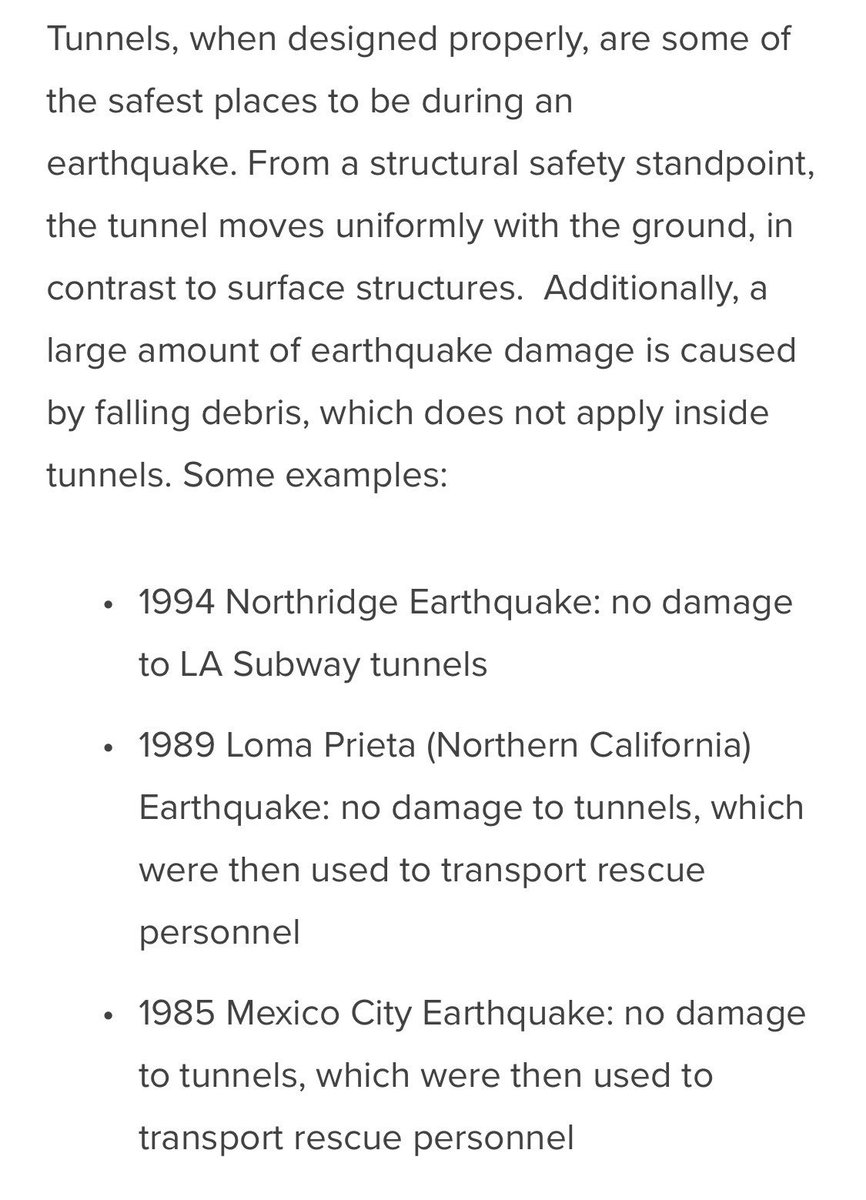 Tunnels, when designed properly, are some of
the safest places to be during an
earthquake. From a structural safety standpoint,
the tunnel moves uniformly with the ground, in
contrast to surface structures.  Additionally, a
large amount of earthquake damage is caused
by falling debris, which does not apply inside
tunnels. Some examples:
• 1994 Northridge Earthquake: no damage
to LA Subway tunnels
• 1989 Loma Prieta (Northern California)
Earthquake: no damage to tunnels, which
were then used to transport rescue
personnel
• 1985 Mexico City Earthquake: no damage
to tunnels, which were then used to
transport rescue personnel